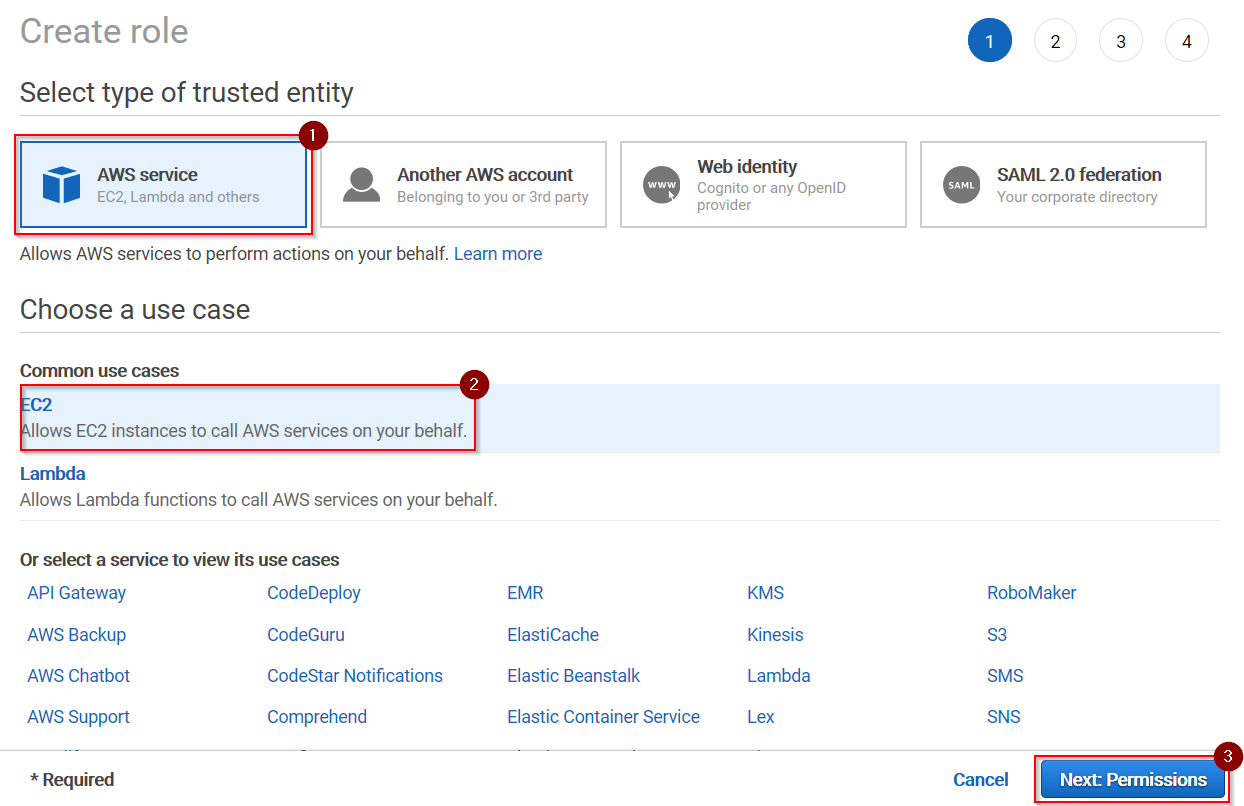 Create role
1 2 3 4
Select type of trusted entity
1
AWS service
EC2, Lambda and others
Another AWS account
Belonging to you or 3rd party
www
Web identity
Cognito or any OpenID
provider
SAML
SAML 2.0 federation
Your corporate directory
Allows AWS services to perform actions on your behalf. Learn more
Choose a use case
Common use cases
2
EC2
Allows EC2 instances to call AWS services on your behalf.
Lambda
Allows Lambda functions to call AWS services on your behalf.
Or select a service to view its use cases
API Gateway CodeDeploy EMR KMS RoboMaker
AWS Backup CodeGuru ElastiCache Kinesis S3
AWS Chatbot CodeStar Notifications Elastic Beanstalk Lambda SMS
AWS Support Comprehend Elastic Container Service Lex SNS
3
* Required Cancel Next: Permissions